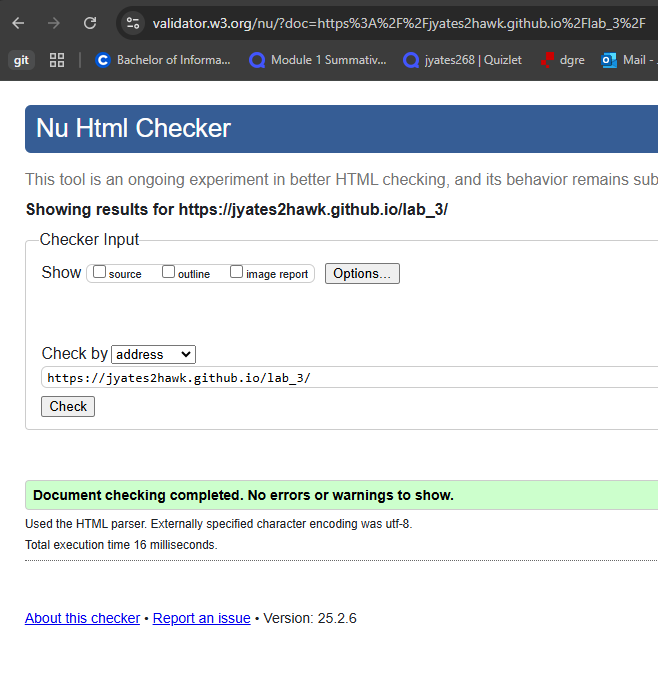 validator.w3.org/nu/?doc=https%3A%2F%2Fjyates2hawk.github.io%2Flab_3%2F
git Bachelor of Informa... Module 1 Summativ... jyates268 | Quizlet dgre Mail -
Nu Html Checker
This tool is an ongoing experiment in better HTML checking, and its behavior remains sub
Showing results for https://jyates2hawk.github.io/lab_3/
Checker Input
Show source outline image report Options...
Check by address
https://jyates2hawk.github.io/lab_3/
Check
Document checking completed. No errors or warnings to show.
Used the HTML parser. Externally specified character encoding was utf-8.
Total execution time 16 milliseconds.
About this checker • Report an issue • Version: 25.2.6